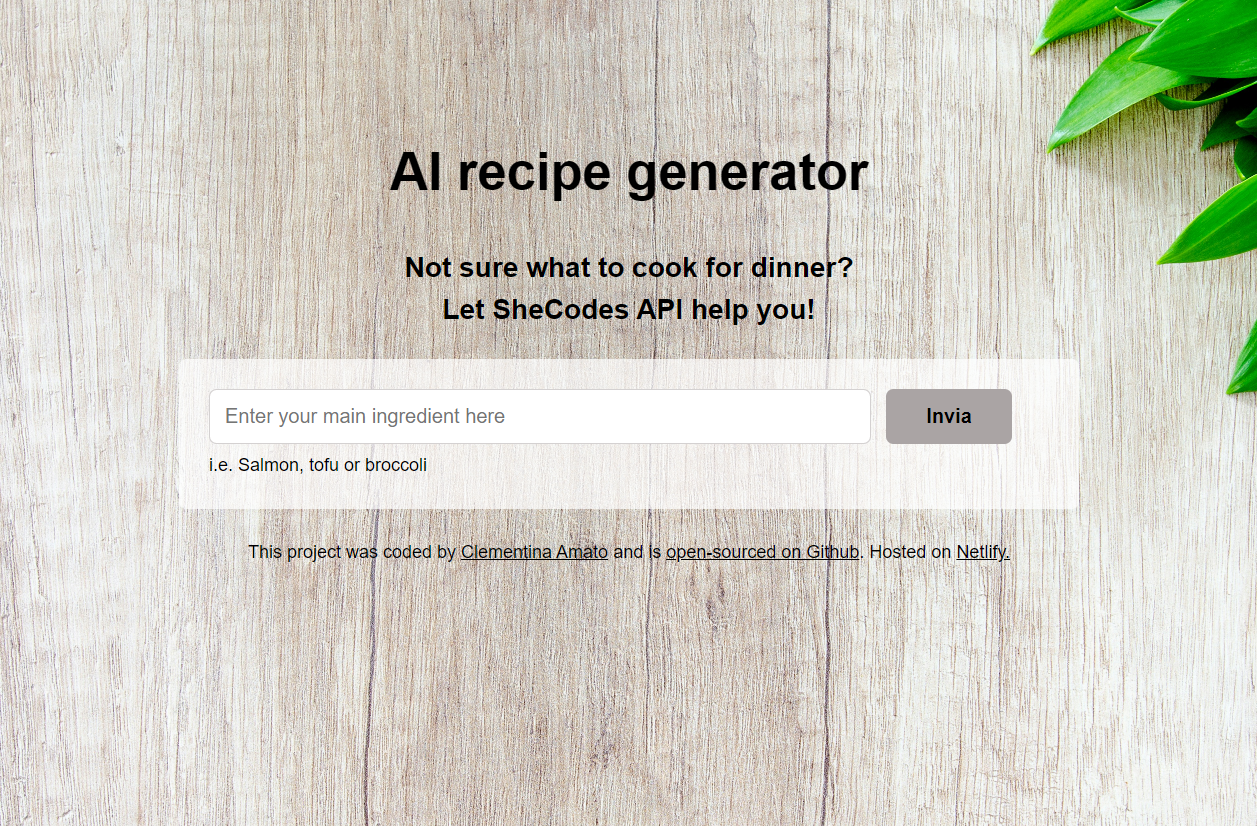 AI recipe generator
Not sure what to cook for dinner?
Let SheCodes API help you!
Enter your main ingredient here
Invia
i.e. Salmon, tofu or broccoli
This project was coded by Clementina Amato and is open-sourced on Github. Hosted on Netlify.